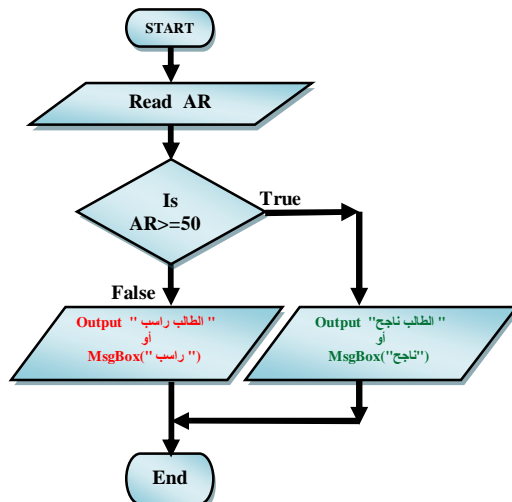 START
Read AR
Is
AR>=50
True
False
Output " الطالب راسب "
أو
MsgBox(" راسب ")
Output "الطالب ناجح "
أو
MsgBox("ناجح")
End